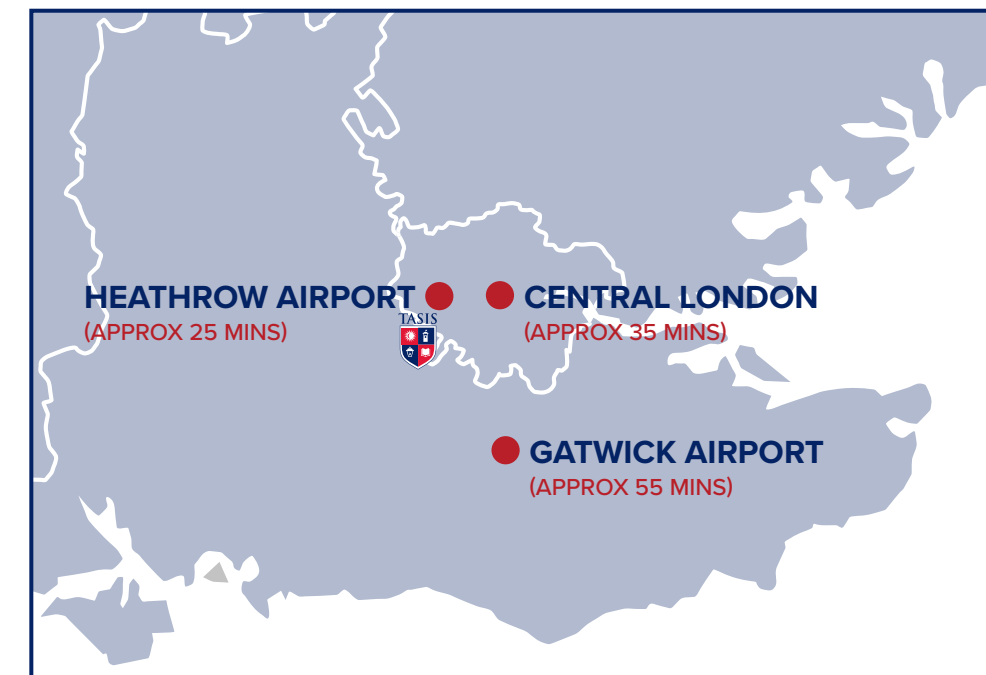 HEATHROW AIRPORT
(APPROX 25 MINS)
TASIS
CENTRAL LONDON
(APPROX 35 MINS)
GATWICK AIRPORT
(APPROX 55 MINS)